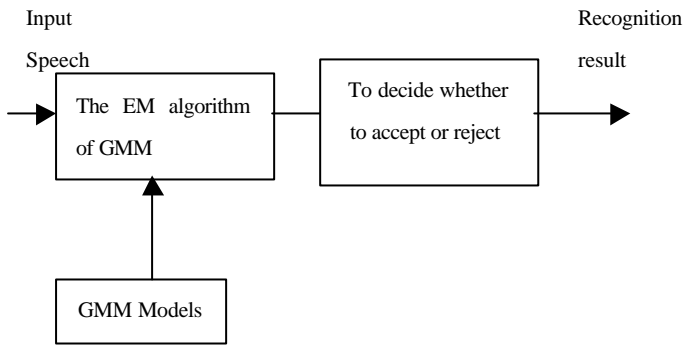 Input
Speech
Recognition
result
The EM algorithm
of GMM
To decide whether
to accept or reject
GMM Models